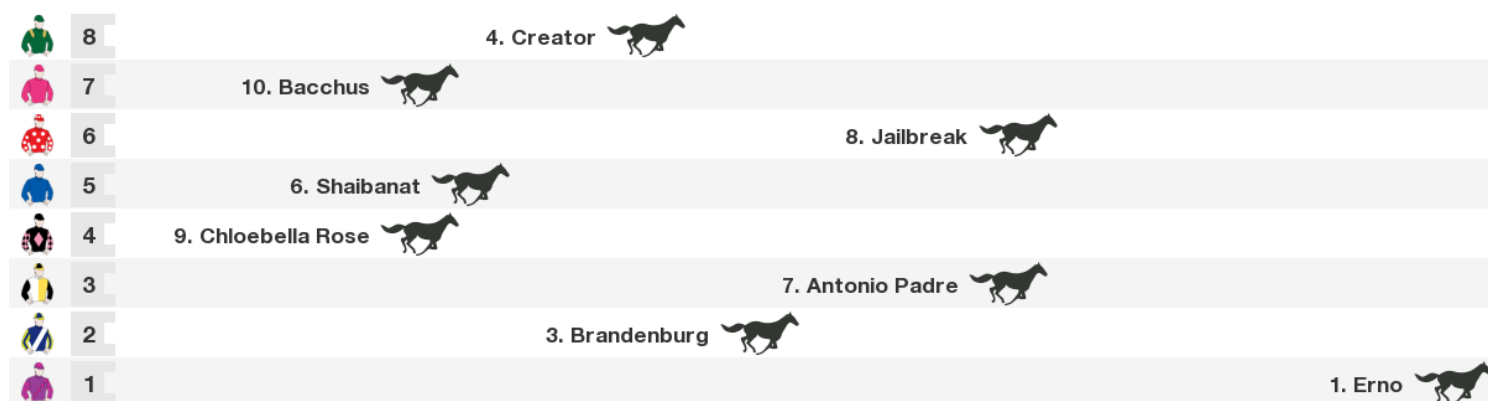 8 4. Creator
7 10. Bacchus
6 8. Jailbreak
5 6. Shaibanat
4 9. Chloebella Rose
3 7. Antonio Padre
2 3. Brandenburg
1 1. Erno